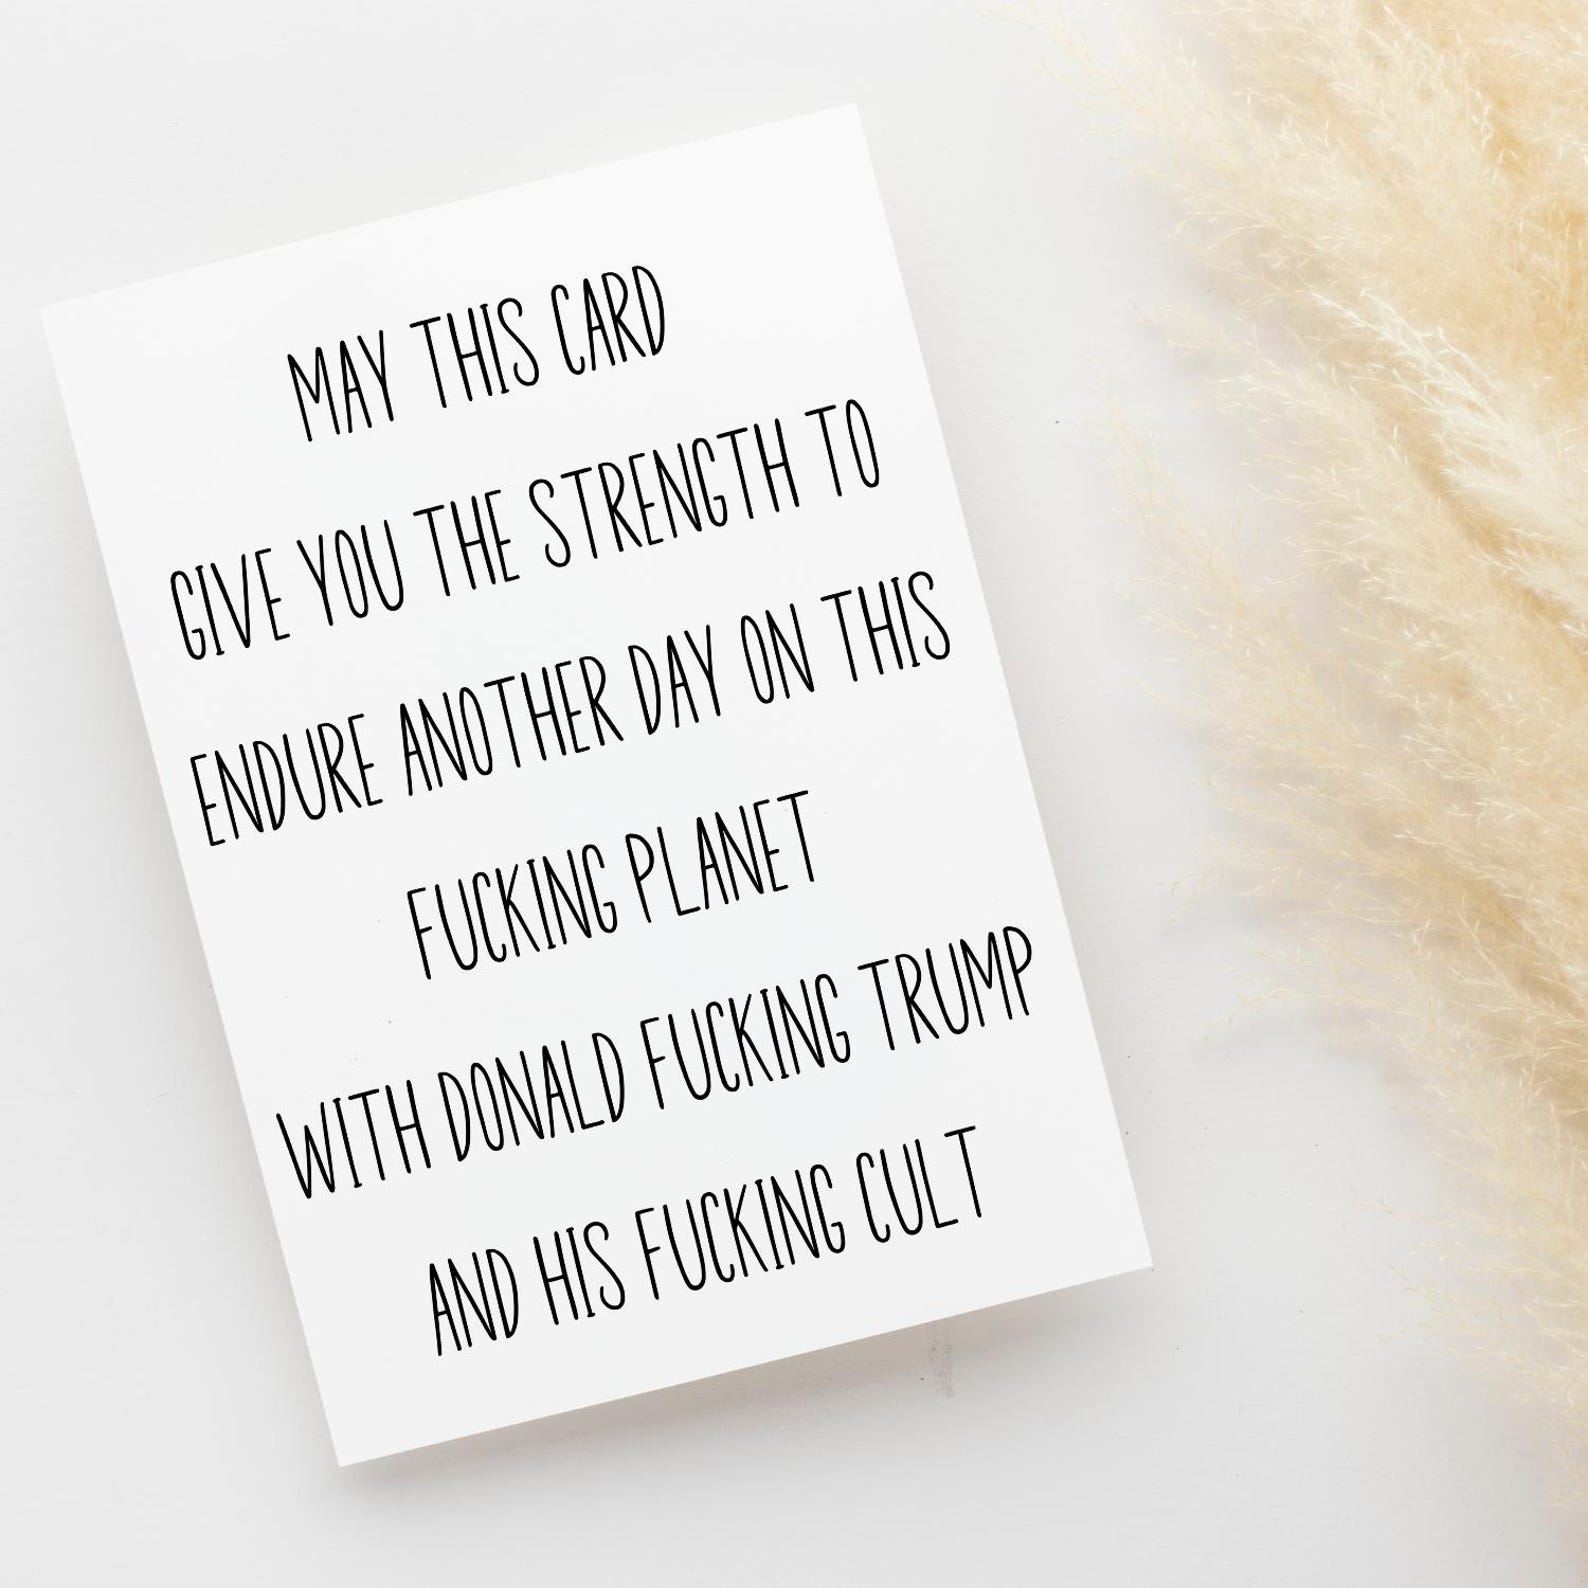 MAY THIS CARD
GIVE YOU THE STRENGTH TO
ENDURE ANOTHER DAY ON THIS
FUCKING PLANET
WITH DONALD FUCKING TRUMP
AND HIS FUCKING CULT